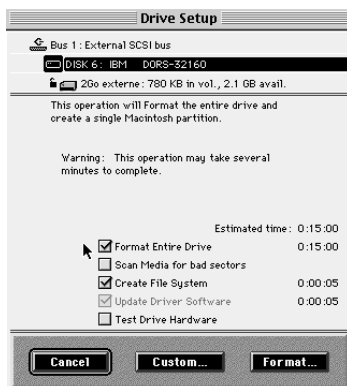 Drive Setup
Bus 1 : External SCSI bus
DISK 6: IBM DORS-32160
2Go externe : 780 KB in vol., 2.1 GB avail.
This operation will Format the entire drive and
create a single Macintosh partition.
Warning: This operation may take several
minutes to complete.
Estimated time: 0:15:00
Format Entire Drive 0:15:00
Scan Media for bad sectors
Create File System 0:00:05
Update Driver Software 0:00:05
Test Drive Hardware
Cancel Custom... Format...